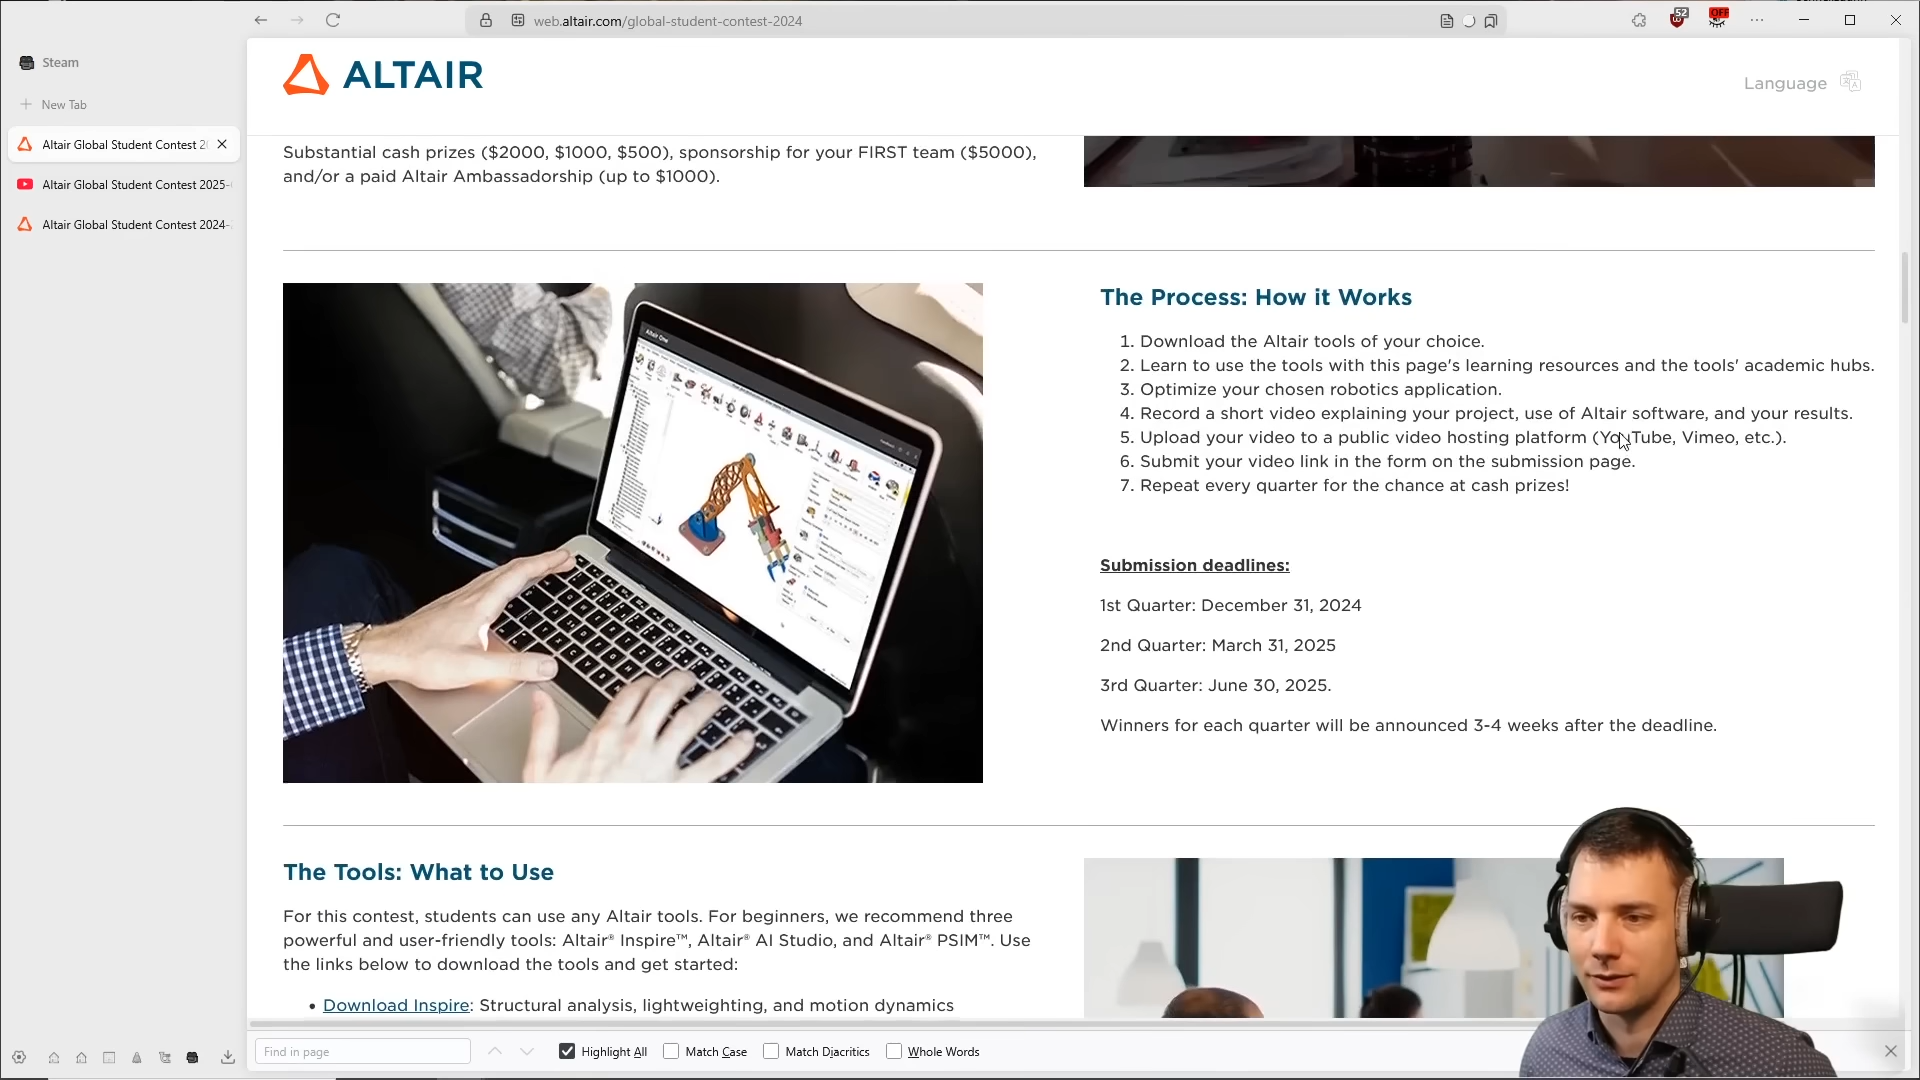 web.altair.com/global-student-contest-2024
52
OFF
Steam
New Tab
Altair Global Student Contest 2
Altair Global Student Contest 2025-
Altair Global Student Contest 2024-
ALTAIR
Language
Substantial cash prizes ($2000, $1000, $500), sponsorship for your FIRST team ($5000),
and/or a paid Altair Ambassadorship (up to $1000).
The Process: How it Works
1. Download the Altair tools of your choice.
2. Learn to use the tools with this page's learning resources and the tools' academic hubs.
3. Optimize your chosen robotics application.
4. Record a short video explaining your project, use of Altair software, and your results.
5. Upload your video to a public video hosting platform (YouTube, Vimeo, etc.).
6. Submit your video link in the form on the submission page.
7. Repeat every quarter for the chance at cash prizes!
Submission deadlines:
1st Quarter: December 31, 2024
2nd Quarter: March 31, 2025
3rd Quarter: June 30, 2025.
Winners for each quarter will be announced 3-4 weeks after the deadline.
The Tools: What to Use
For this contest, students can use any Altair tools. For beginners, we recommend three
powerful and user-friendly tools: Altair® Inspire™, Altair® AI Studio, and Altair® PSIM™. Use
the links below to download the tools and get started:
• Download Inspire: Structural analysis, lightweighting, and motion dynamics
Find in page
Highlight All
Match Case
Match Diacritics
Whole Words